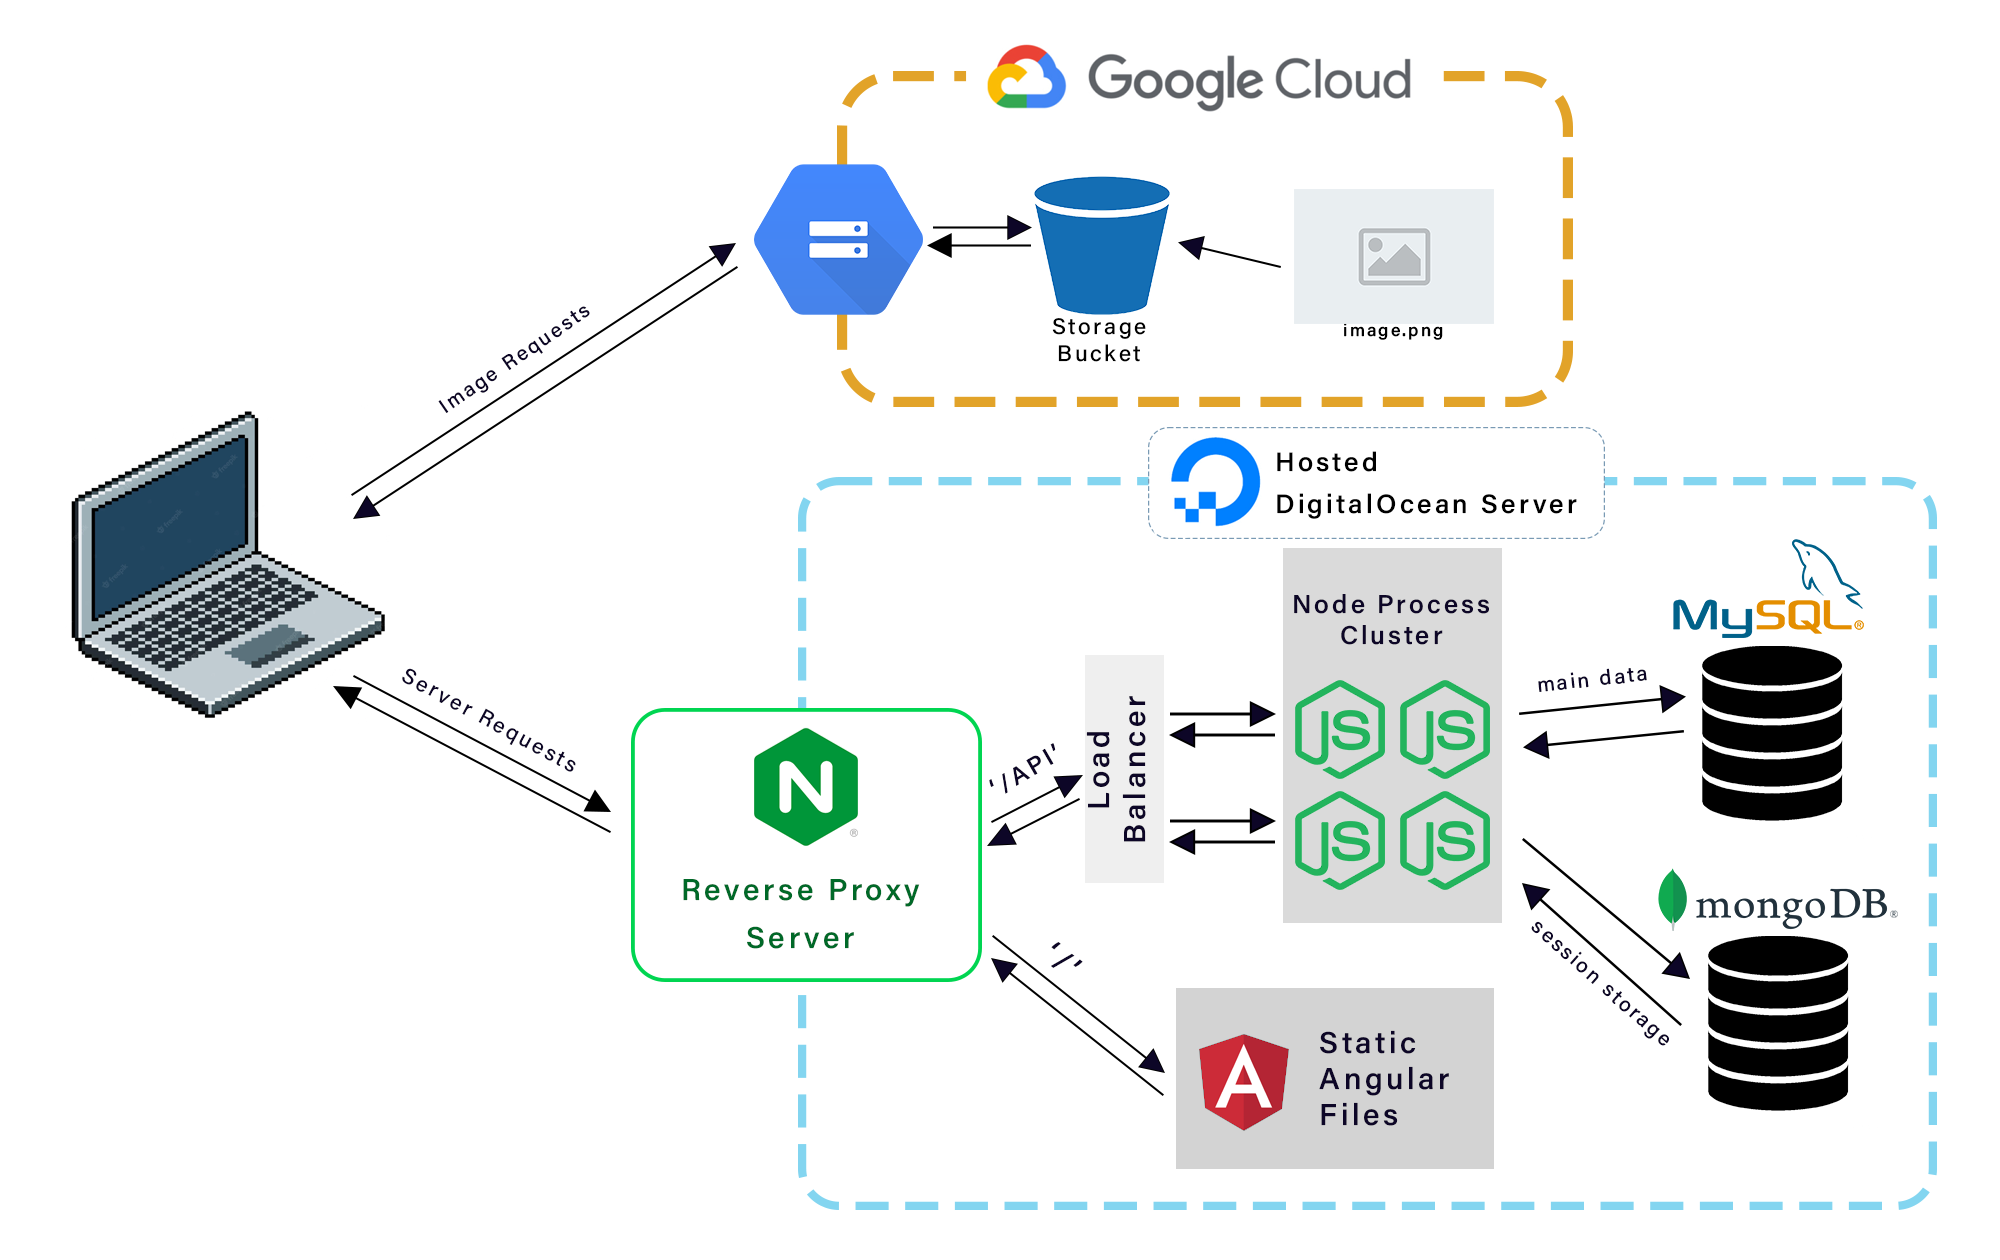 Google Cloud
Storage
Bucket
image.png
Image Requests
Hosted
DigitalOcean Server
Node Process
Cluster
MySQL®
main data
Server Requests
'/API'
Load
Balancer
JS JS
JS JS
N
®
Reverse Proxy
Server
mongoDB®
session storage
'/'
A
Static
Angular
Files